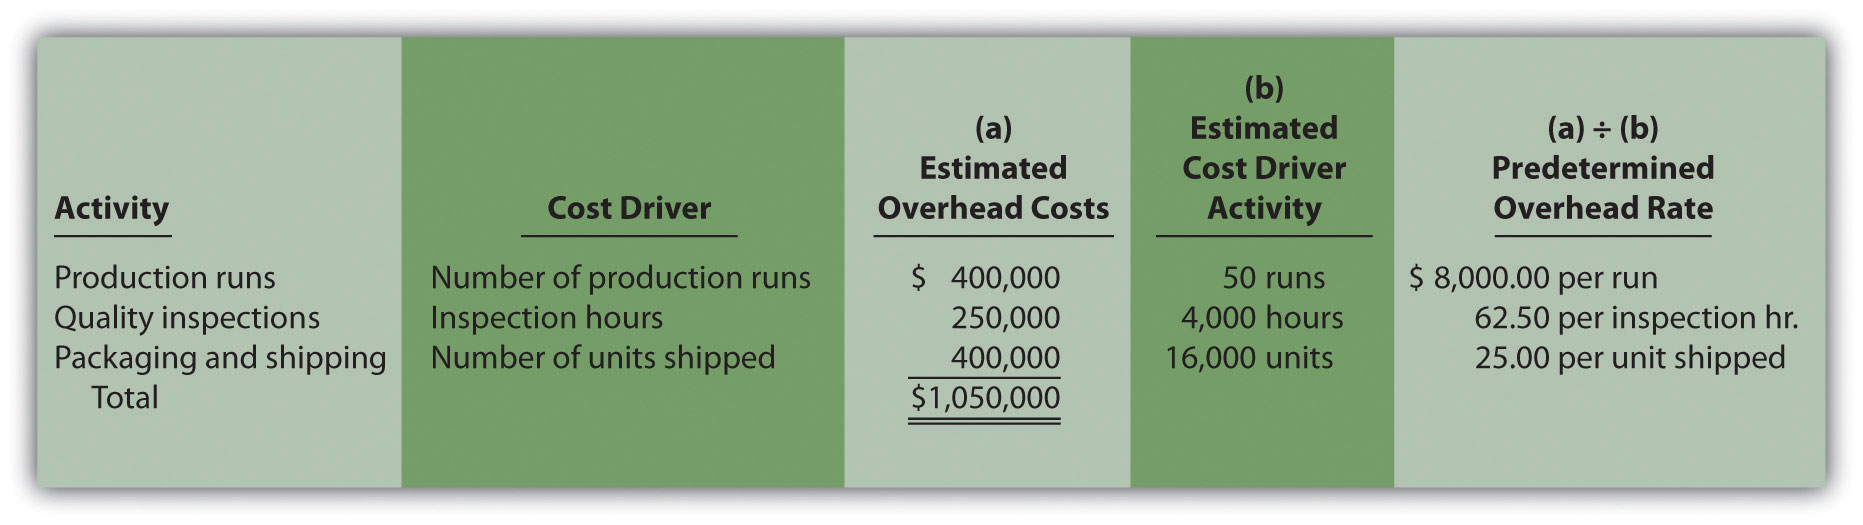 (b)
(a) Estimated (a) ÷ (b)
Estimated Cost Driver Predetermined
Activity Cost Driver Overhead Costs Activity Overhead Rate
Production runs Number of production runs $ 400,000 50 runs $ 8,000.00 per run
Quality inspections Inspection hours 250,000 4,000 hours 62.50 per inspection hr.
Packaging and shipping Number of units shipped 400,000 16,000 units 25.00 per unit shipped
Total $1,050,000